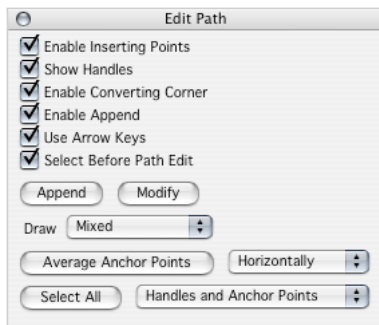 Edit Path
Enable Inserting Points
Show Handles
Enable Converting Corner
Enable Append
Use Arrow Keys
Select Before Path Edit
Append Modify
Draw Mixed
Average Anchor Points Horizontally
Select All Handles and Anchor Points